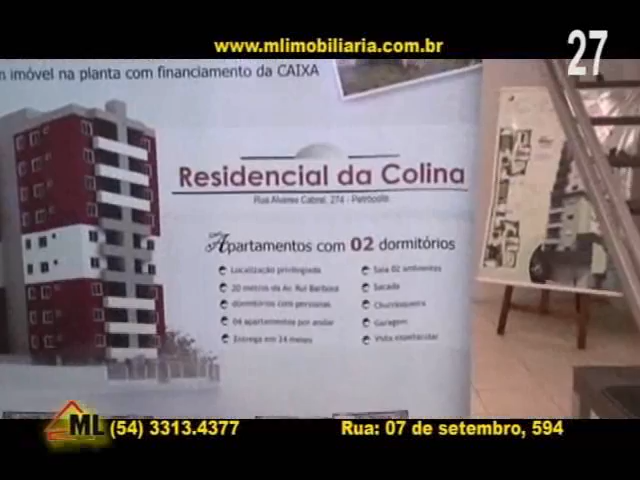 www.mlimobiliaria.com.br
27
m imóvel na planta com financiamento da CAIXA
Residencial da Colina
Rua Alvares Cabral, 274 - Petrópolis
Apartamentos com 02 dormitórios
Localização privilegiada
20 metros da Av. Rui Barbosa
dormitórios com persianas
04 apartamentos por andar
Entrega em 24 meses
Sala 02 ambientes
Sacada
Churrasqueira
Garagem
Vista espetacular
ML
(54) 3313.4377
Rua: 07 de setembro, 594